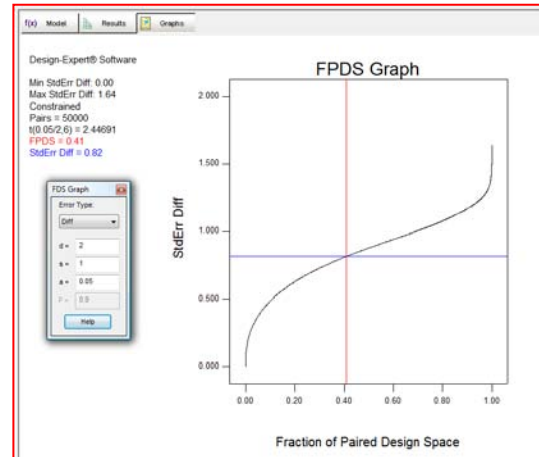 f(x) Model Results Graphs
Design-Expert® Software
Min StdErr Diff: 0.00
Max StdErr Diff: 1.64
Constrained
Pairs = 50000
t(0.05/2,6) = 2.44691
FPDS = 0.41
StdErr Diff = 0.82
FDS Graph
Error Type:
Diff
d = 2
s = 1
a = 0.05
0.9
Help
FPDS Graph
StdErr Diff
2.000
1.500
1.000
0.500
0.000
0.00 0.20 0.40 0.60 0.80 1.00
Fraction of Paired Design Space